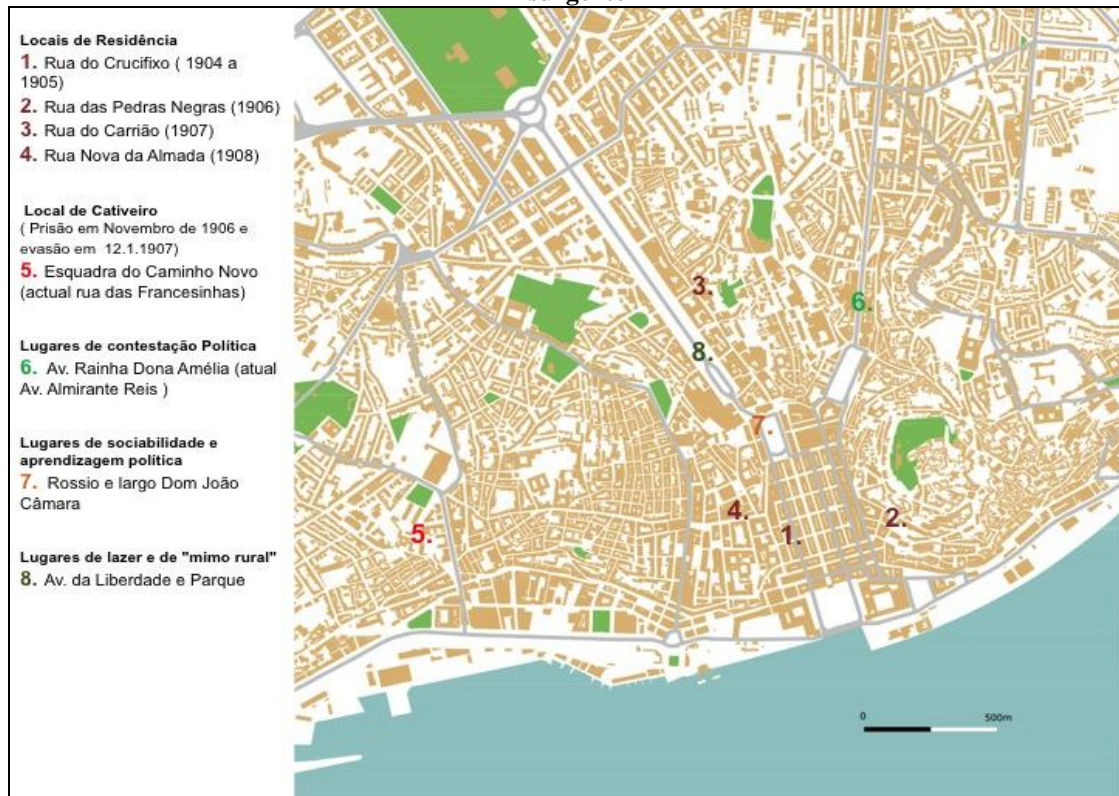 Locais de Residência
1. Rua do Crucifixo ( 1904 a
1905)
2. Rua das Pedras Negras (1906)
3. Rua do Carrião (1907)
4. Rua Nova da Almada (1908)
Local de Cativeiro
( Prisão em Novembro de 1906 e
evasão em 12.1.1907)
5. Esquadra do Caminho Novo
(actual rua das Francesinhas)
Lugares de contestação Política
6. Av. Rainha Dona Amélia (atual
Av. Almirante Reis )
Lugares de sociabilidade e
aprendizagem política
7. Rossio e largo Dom João
Câmara
Lugares de lazer e de "mimo rural"
8. Av. da Liberdade e Parque
3.
6.
8.
7.
4.
2.
5.
1.
0 500m